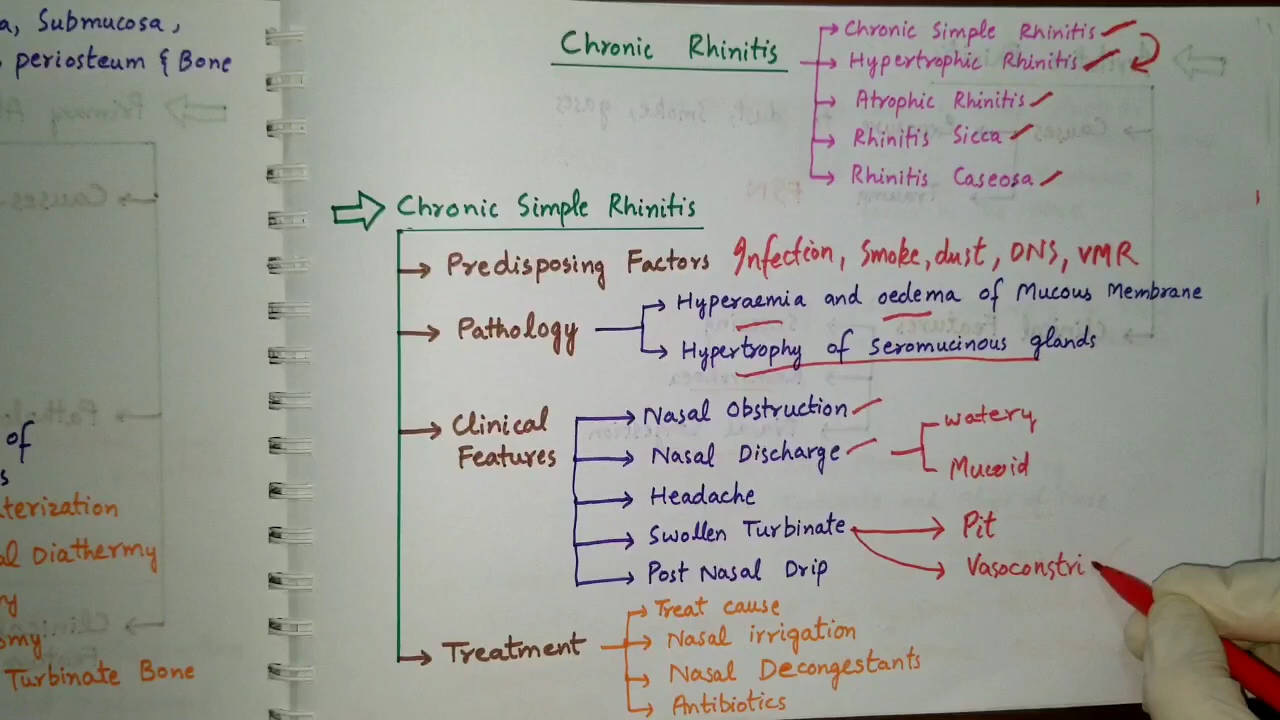 a, Submucosa,
periosteum & Bone
of
s
terization
al Diathermy
ry
omy
Turbinate Bone
Chronic Rhinitis
Chronic Simple Rhinitis
Hypertrophic Rhinitis
Atrophic Rhinitis
Rhinitis Sicca
Rhinitis Caseosa
Chronic Simple Rhinitis
Predisposing Factors Infection, Smoke, dust, DNS, VMR
Pathology
Hyperaemia and oedema of Mucous Membrane
Hypertrophy of Seromucinous glands
Clinical
Features
Nasal Obstruction
Nasal Discharge
watery
Mucoid
Headache
Swollen Turbinate
Pit
Vasoconstri
Post Nasal Drip
Treatment
Treat cause
Nasal irrigation
Nasal Decongestants
Antibiotics